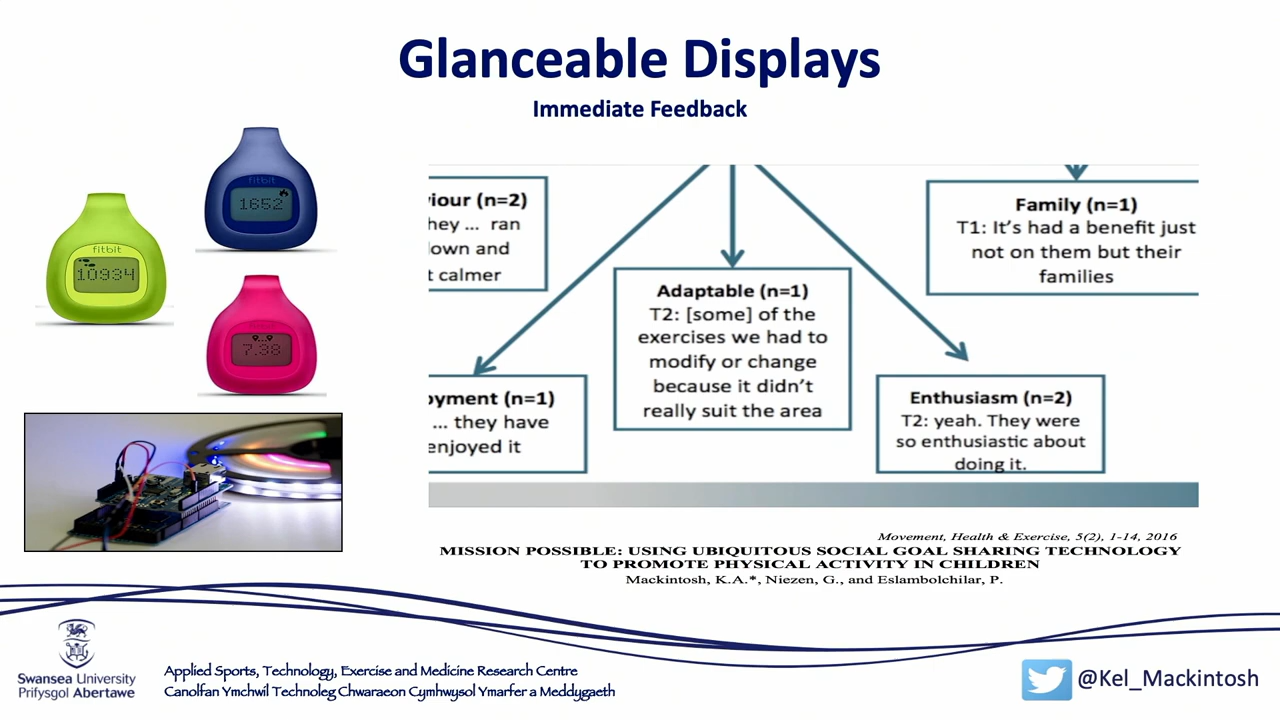 Glanceable Displays
Immediate Feedback
fitbit
1652
fitbit
10934
fitbit
7.38
viour (n=2)
hey ... ran
down and
t calmer
Adaptable (n=1)
T2: [some] of the
exercises we had to
modify or change
because it didn't
really suit the area
Family (n=1)
T1: It's had a benefit just
not on them but their
families
oyment (n=1)
... they have
enjoyed it
Enthusiasm (n=2)
T2: yeah. They were
so enthusiastic about
doing it.
Movement, Health & Exercise, 5(2), 1-14, 2016
MISSION POSSIBLE: USING UBIQUITOUS SOCIAL GOAL SHARING TECHNOLOGY
TO PROMOTE PHYSICAL ACTIVITY IN CHILDREN
Mackintosh, K.A.*, Niezen, G., and Eslambolchilar, P.
Swansea University
Prifysgol Abertawe
Applied Sports, Technology, Exercise and Medicine Research Centre
Canolfan Ymchwil Technoleg Chwaraeon Cymhwysol Ymarfer a Meddygaeth
@Kel_Mackintosh